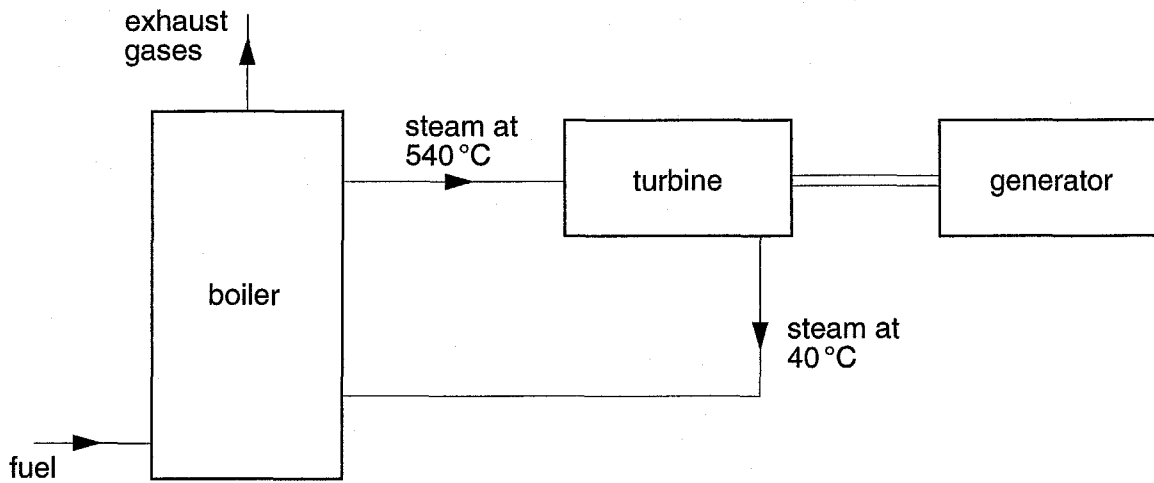 exhaust
gases
steam at
540 °C
turbine
generator
boiler
steam at
40 °C
fuel